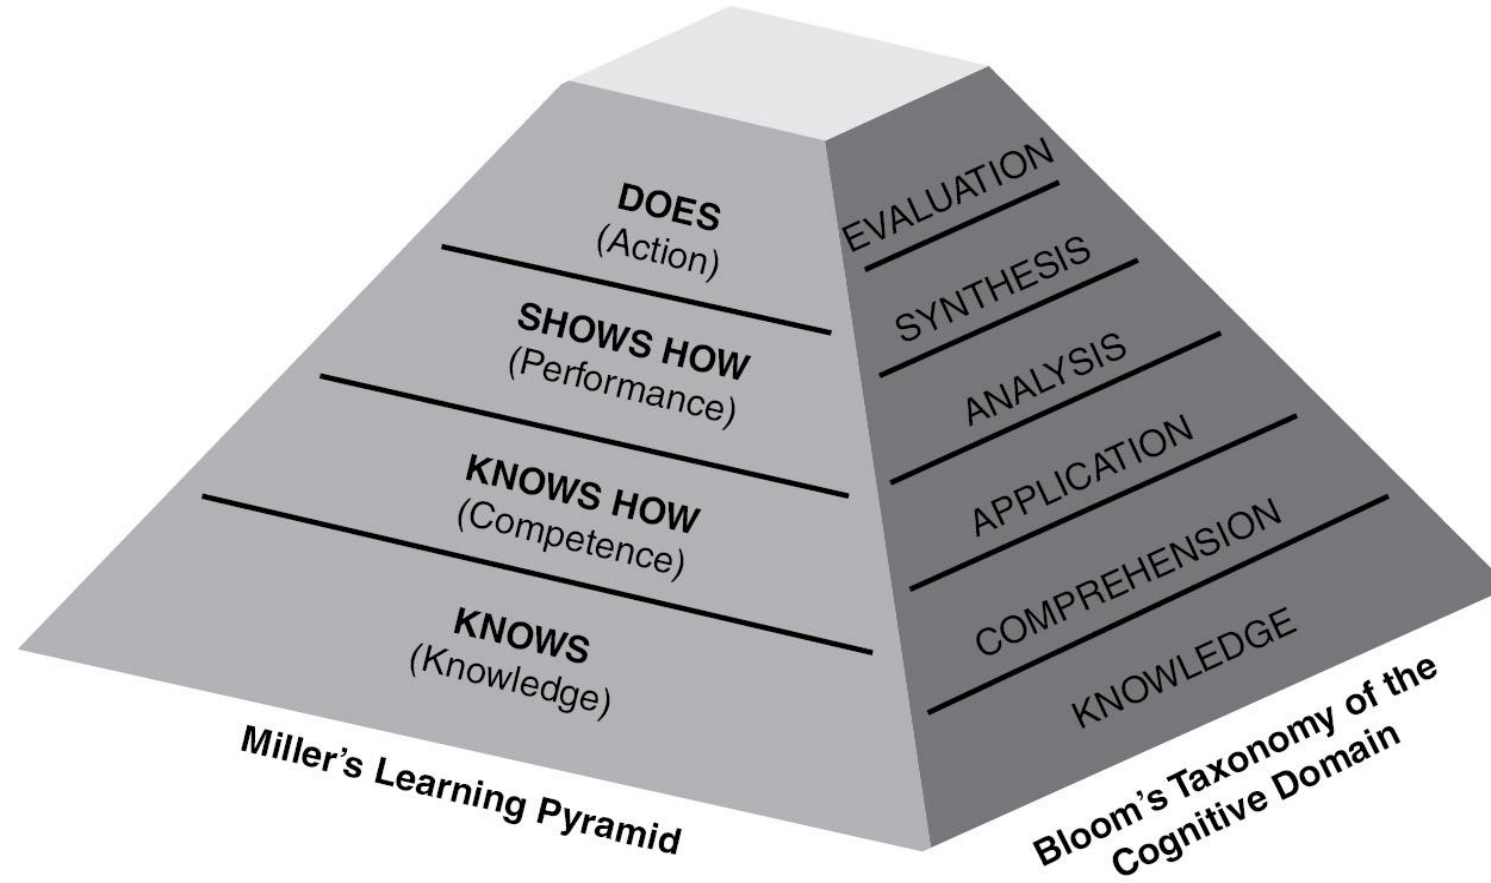 DOES
(Action)
SHOWS HOW
(Performance)
KNOWS HOW
(Competence)
KNOWS
(Knowledge)
Miller’s Learning Pyramid
EVALUATION
SYNTHESIS
ANALYSIS
APPLICATION
COMPREHENSION
KNOWLEDGE
Bloom’s Taxonomy of the
Cognitive Domain